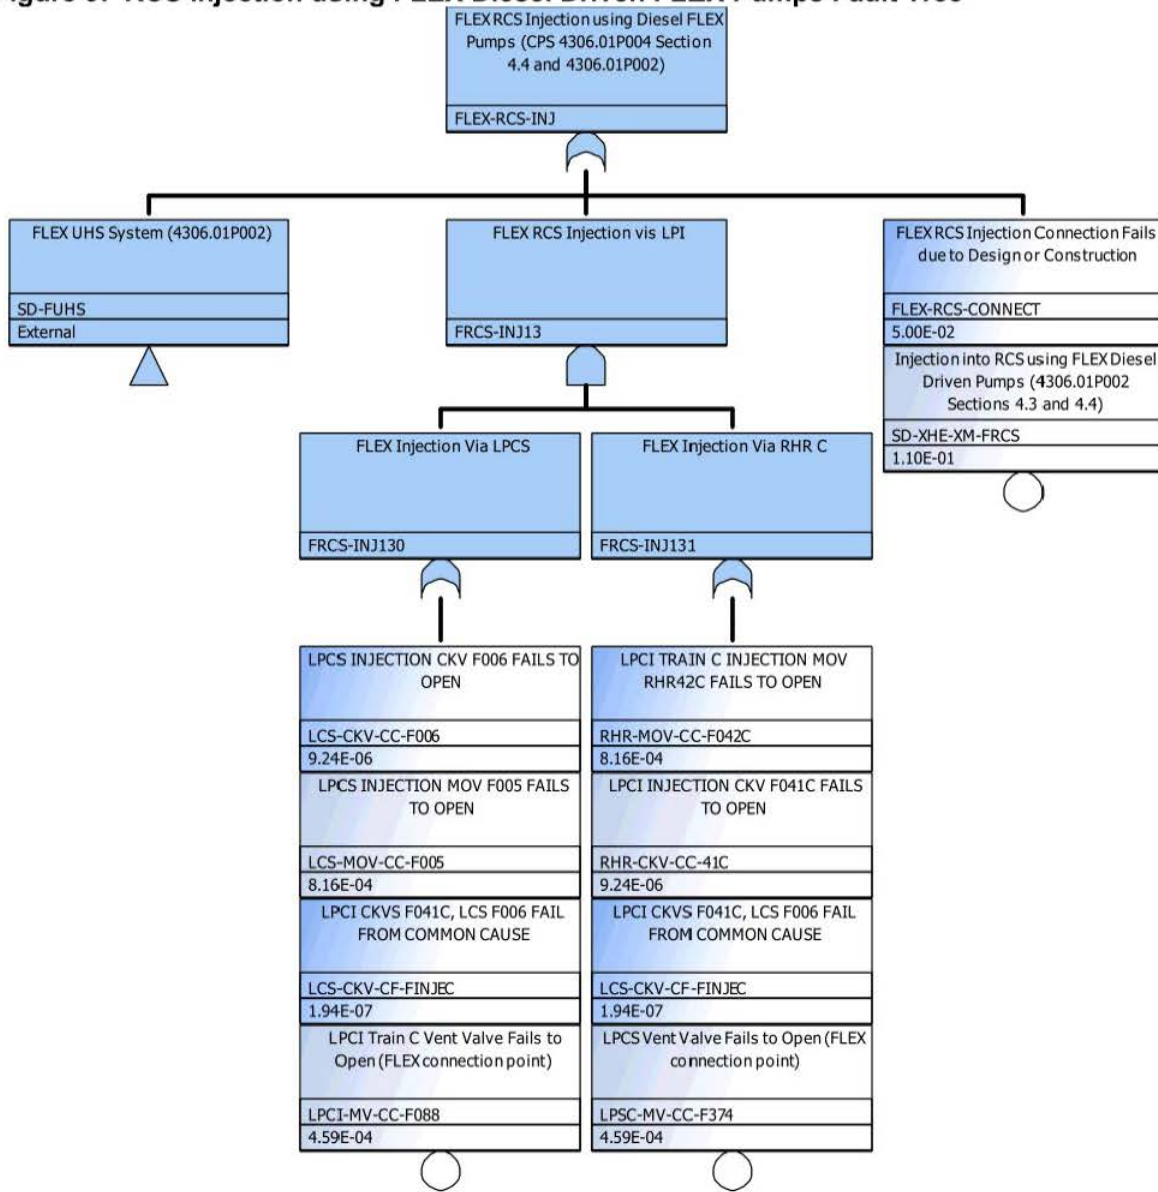 FLEX RCS Injection using Diesel FLEX
Pumps (CPS 4306.01P004 Section
4.4 and 4306.01P002)
FLEX-RCS-INJ
FLEX UHS System (4306.01P002)
SD-FUHS
External
FLEX RCS Injection vis LPI
FRCS-INJ13
FLEX RCS Injection Connection Fails
due to Design or Construction
FLEX-RCS-CONNECT
5.00E-02
Injection into RCS using FLEX Diesel
Driven Pumps (4306.01P002
Sections 4.3 and 4.4)
SD-XHE-XM-FRCS
1.10E-01
FLEX Injection Via LPCS
FRCS-INJ130
FLEX Injection Via RHR C
FRCS-INJ131
LPCS INJECTION CKV F006 FAILS TO
OPEN
LCS-CKV-CC-F006
9.24E-06
LPCS INJECTION MOV F005 FAILS
TO OPEN
LCS-MOV-CC-F005
8.16E-04
LPCI CKVS F041C, LCS F006 FAIL
FROM COMMON CAUSE
LCS-CKV-CF-FINJEC
1.94E-07
LPCI Train C Vent Valve Fails to
Open (FLEX connection point)
LPCI-MV-CC-F088
4.59E-04
LPCI TRAIN C INJECTION MOV
RHR42C FAILS TO OPEN
RHR-MOV-CC-F042C
8.16E-04
LPCI INJECTION CKV F041C FAILS
TO OPEN
RHR-CKV-CC-41C
9.24E-06
LPCI CKVS F041C, LCS F006 FAIL
FROM COMMON CAUSE
LCS-CKV-CF-FINJEC
1.94E-07
LPCS Vent Valve Fails to Open (FLEX
connection point)
LPSC-MV-CC-F374
4.59E-04